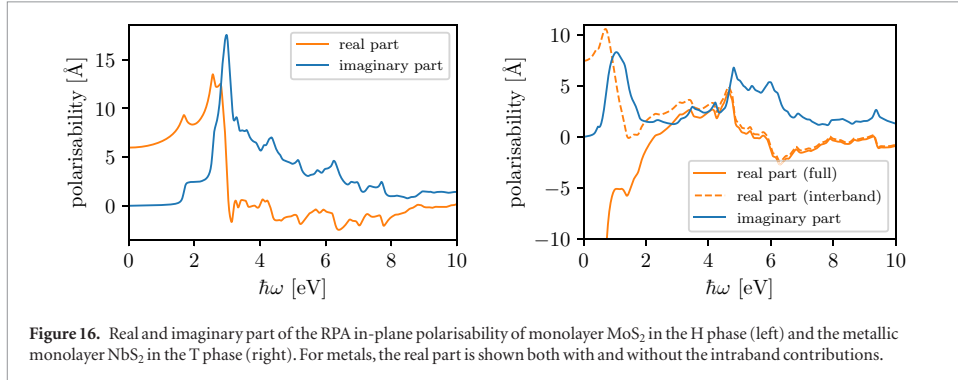 polarisability [Å]
15
10
5
0
real part
imaginary part
0 2 4 6 8 10
ħω [eV]
polarisability [Å]
10
5
0
−5
−10
real part (full)
real part (interband)
imaginary part
0 2 4 6 8 10
ħω [eV]
Figure 16. Real and imaginary part of the RPA in-plane polarisability of monolayer MoS₂ in the H phase (left) and the metallic
monolayer NbS₂ in the T phase (right). For metals, the real part is shown both with and without the intraband contributions.